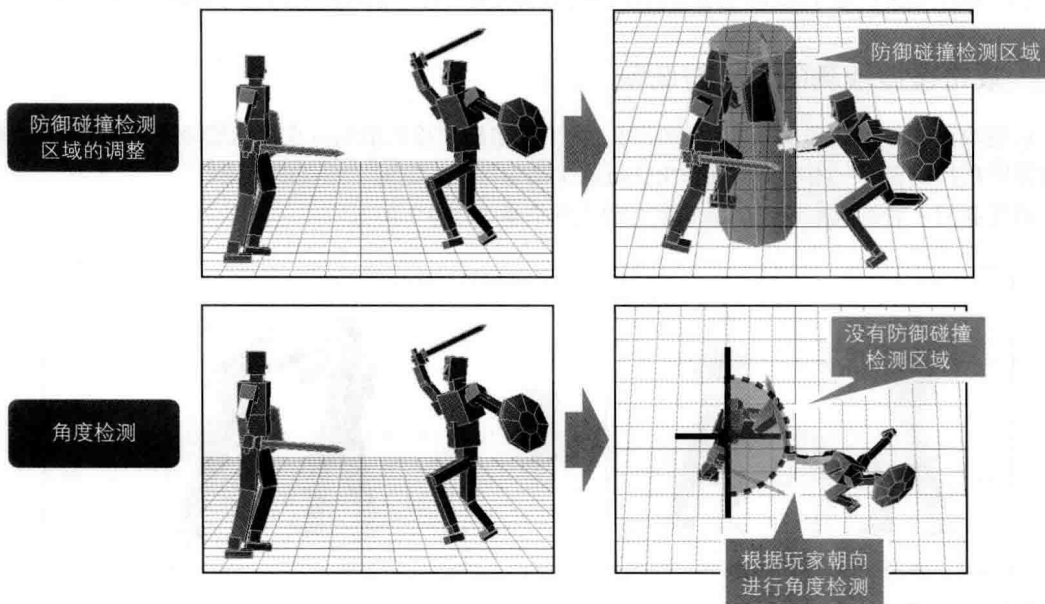 防御碰撞检测
区域的调整
防御碰撞检测区域
角度检测
没有防御碰撞
检测区域
根据玩家朝向
进行角度检测